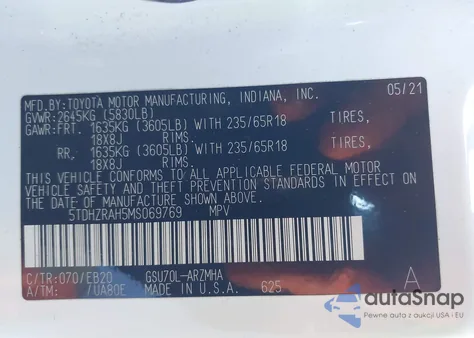 MFD.BY:TOYOTA MOTOR MANUFACTURING, INDIANA, INC. 05/21
GVWR:2645KG (5830LB)
GAWR:FRT. 1635KG (3605LB) WITH 235/65R18 TIRES,
18X8J RIMS.
RR. 1635KG (3605LB) WITH 235/65R18 TIRES,
18X8J RIMS.
THIS VEHICLE CONFORMS TO ALL APPLICABLE FEDERAL MOTOR
VEHICLE SAFETY AND THEFT PREVENTION STANDARDS IN EFFECT ON
THE DATE OF MANUFACTURE SHOWN ABOVE.
5TDHZRAH5MS069769 MPV
C/TR:070/EB20 GSU70L-ARZMHA
A/TM: /UA80E MADE IN U.S.A. 625 A
autoSnap
Pewne auta z USA i EU